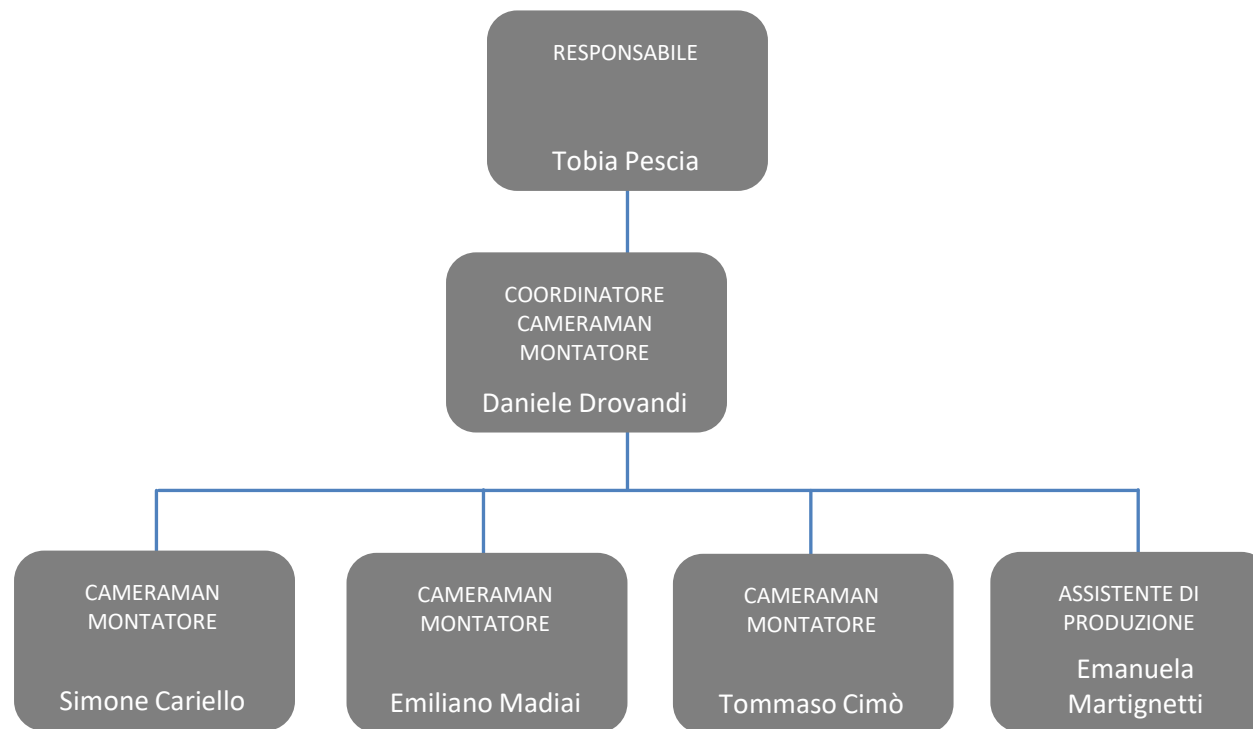 RESPONSABILE
Tobia Pescia
COORDINATORE
CAMERAMAN
MONTATORE
Daniele Drovandi
CAMERAMAN
MONTATORE
Simone Cariello
CAMERAMAN
MONTATORE
Emiliano Madiai
CAMERAMAN
MONTATORE
Tommaso Cimò
ASSISTENTE DI
PRODUZIONE
Emanuela
Martignetti